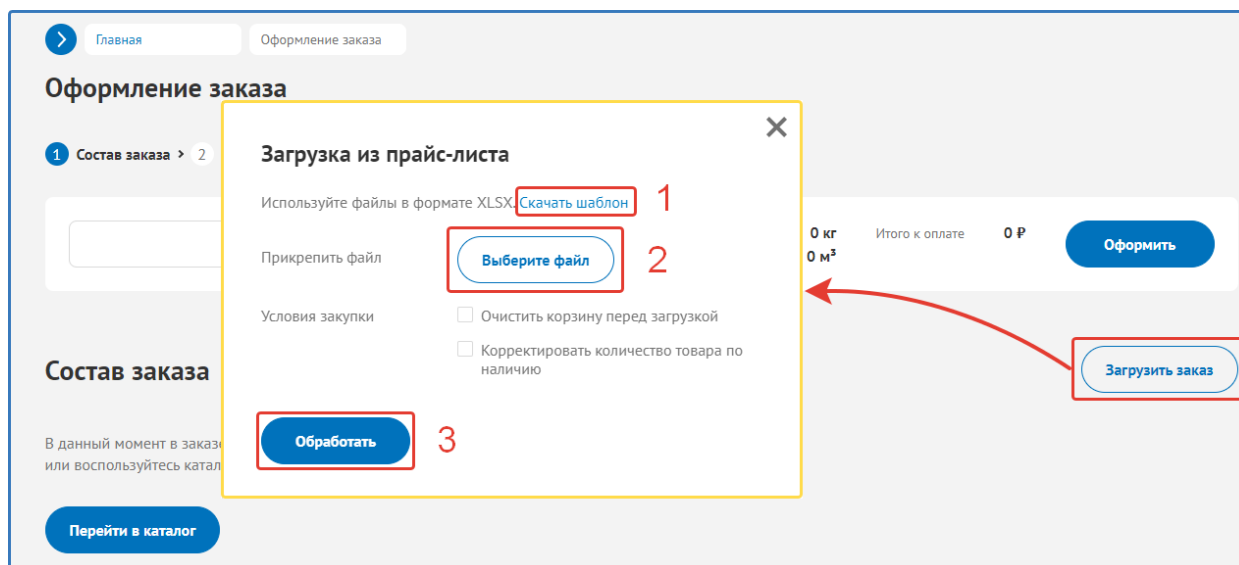 Главная
Оформление заказа
Оформление заказа
1 Состав заказа > 2
Загрузка из прайс-листа
Используйте файлы в формате XLSX. Скачать шаблон 1
Прикрепить файл
Выберите файл 2
Условия закупки
Очистить корзину перед загрузкой
Корректировать количество товара по
наличию
Обработать 3
0 кг
0 м³
Итого к оплате 0 ₽
Оформить
Состав заказа
Загрузить заказ
В данный момент в
или воспользуйтесь
Перейти в каталог